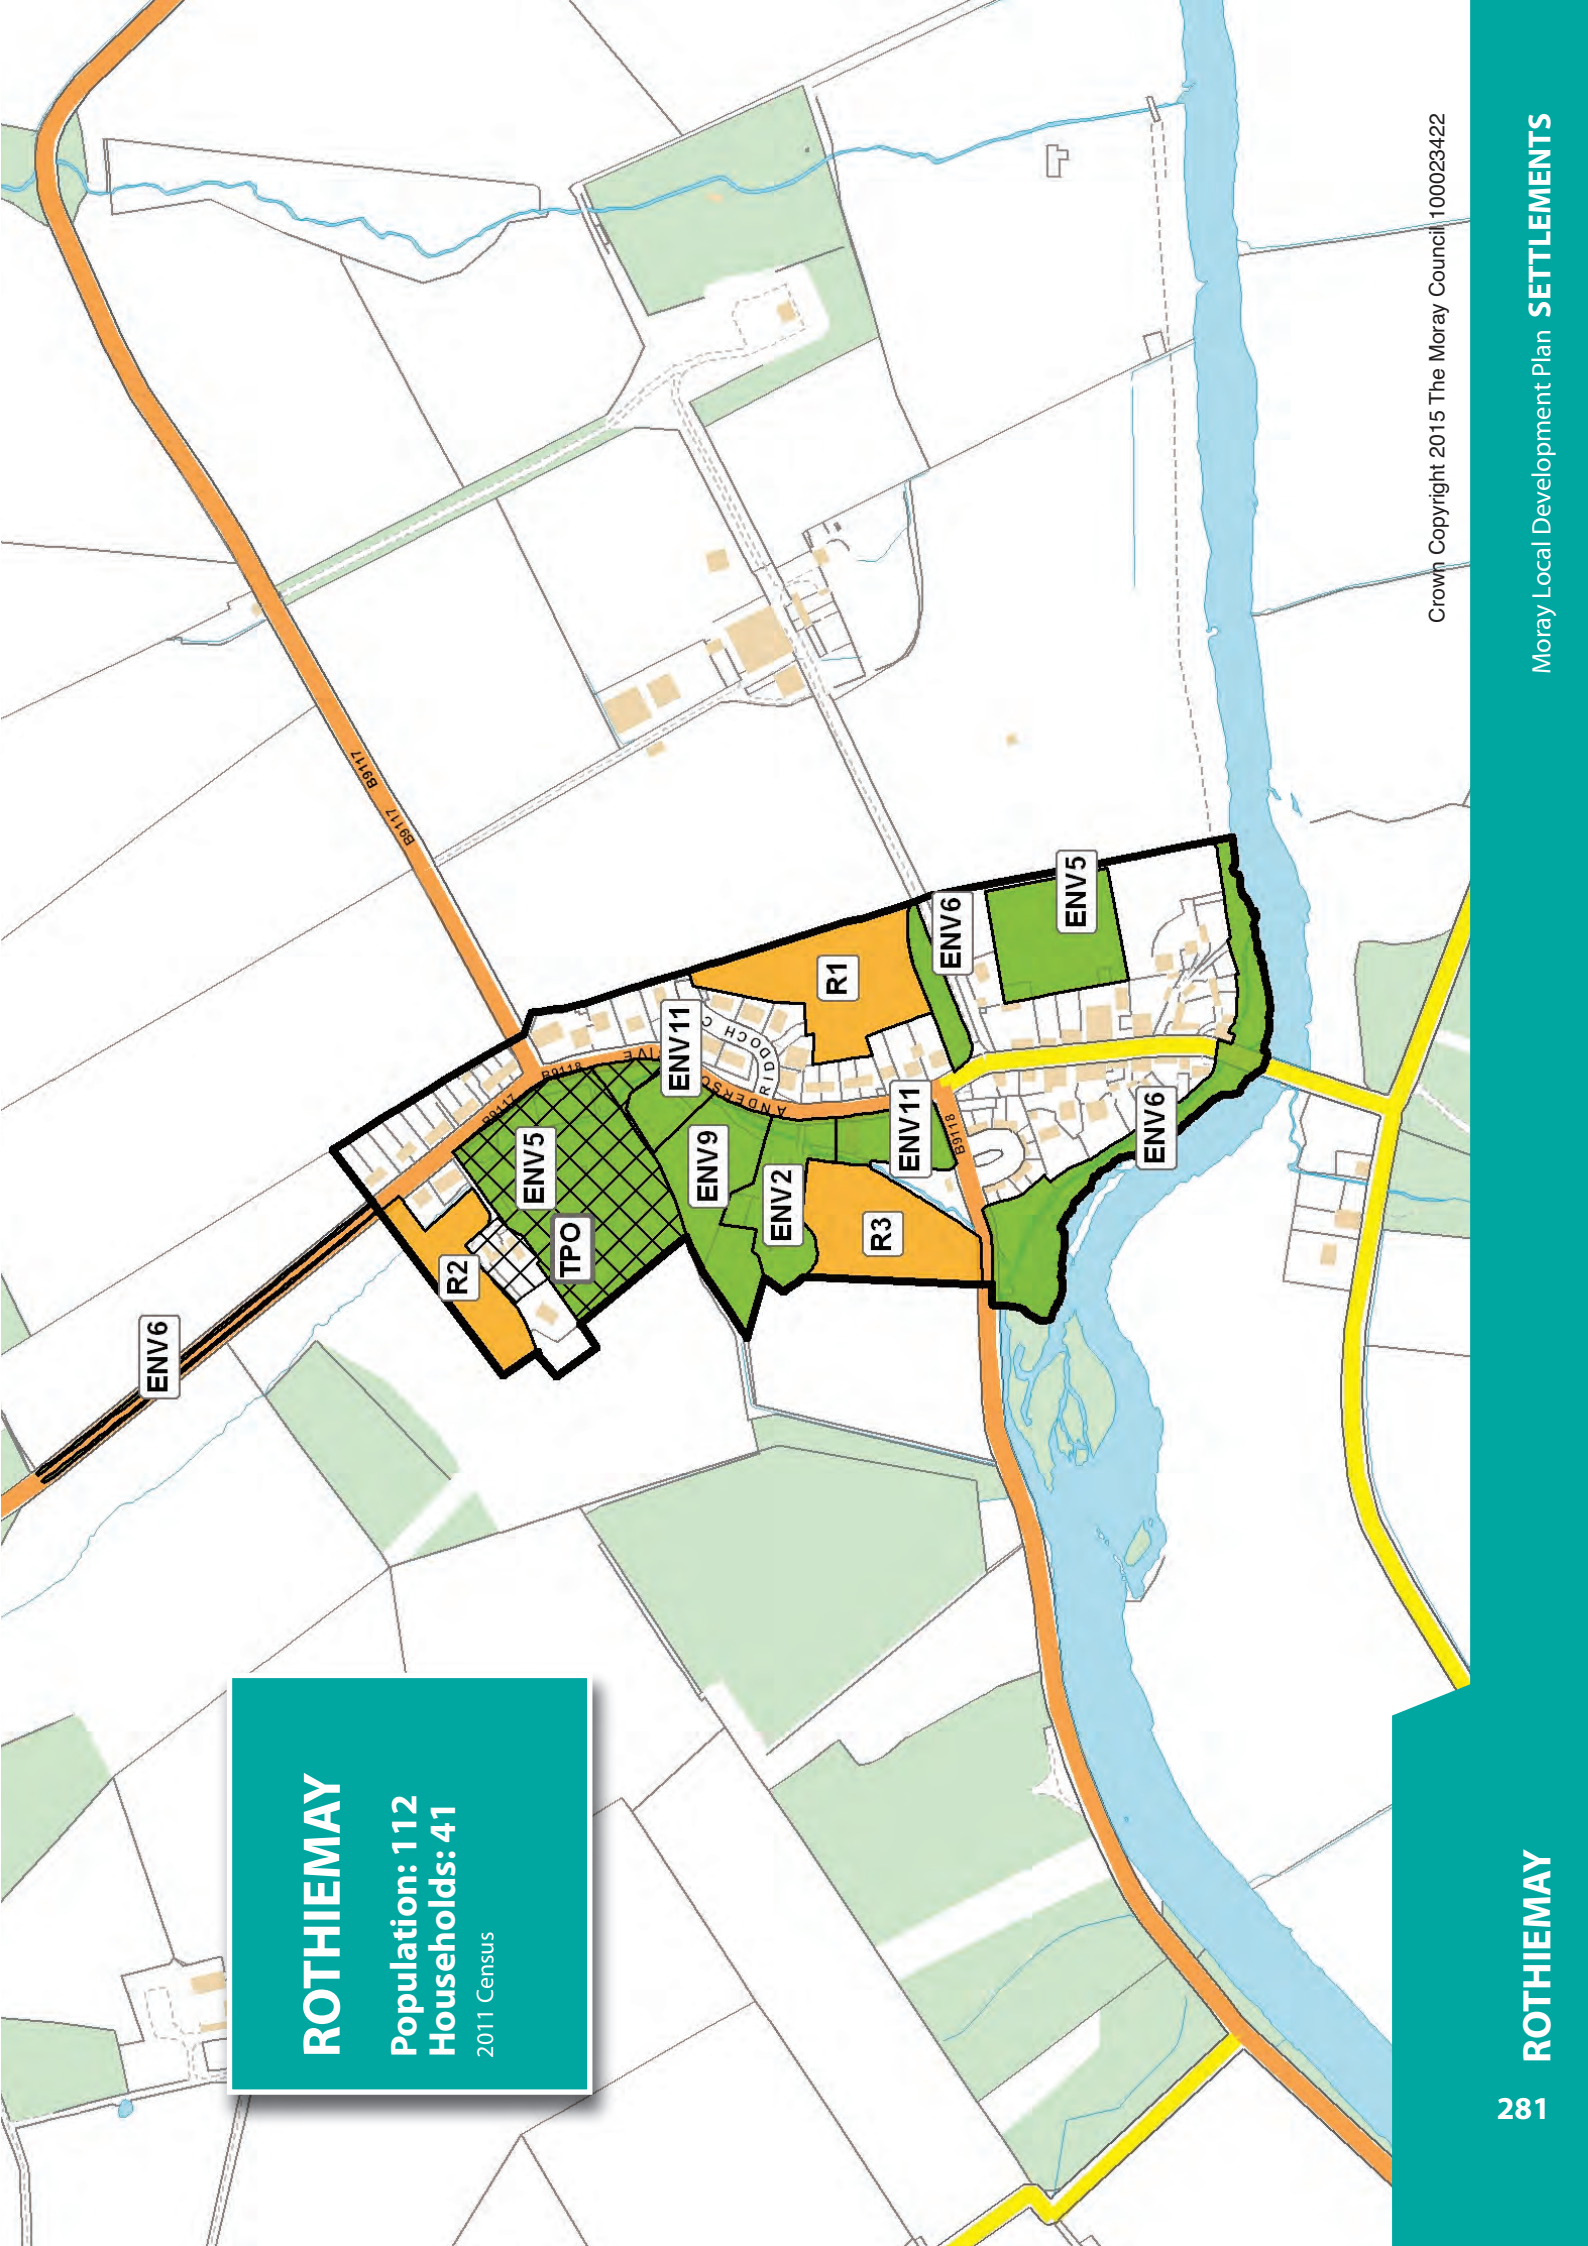 ROTHIEMAY
Population: 112
Households: 41
2011 Census
ENV6
R2
TPO
ENV5
ENV9
ENV2
R3
ENV11
ENV11
R1
ENV6
ENV5
ENV6
B9117
B9117
B9117
B9118
B9118
RIDDOCH C
Crown Copyright 2015 The Moray Council 100023422
281
ROTHIEMAY
Moray Local Development Plan SETTLEMENTS